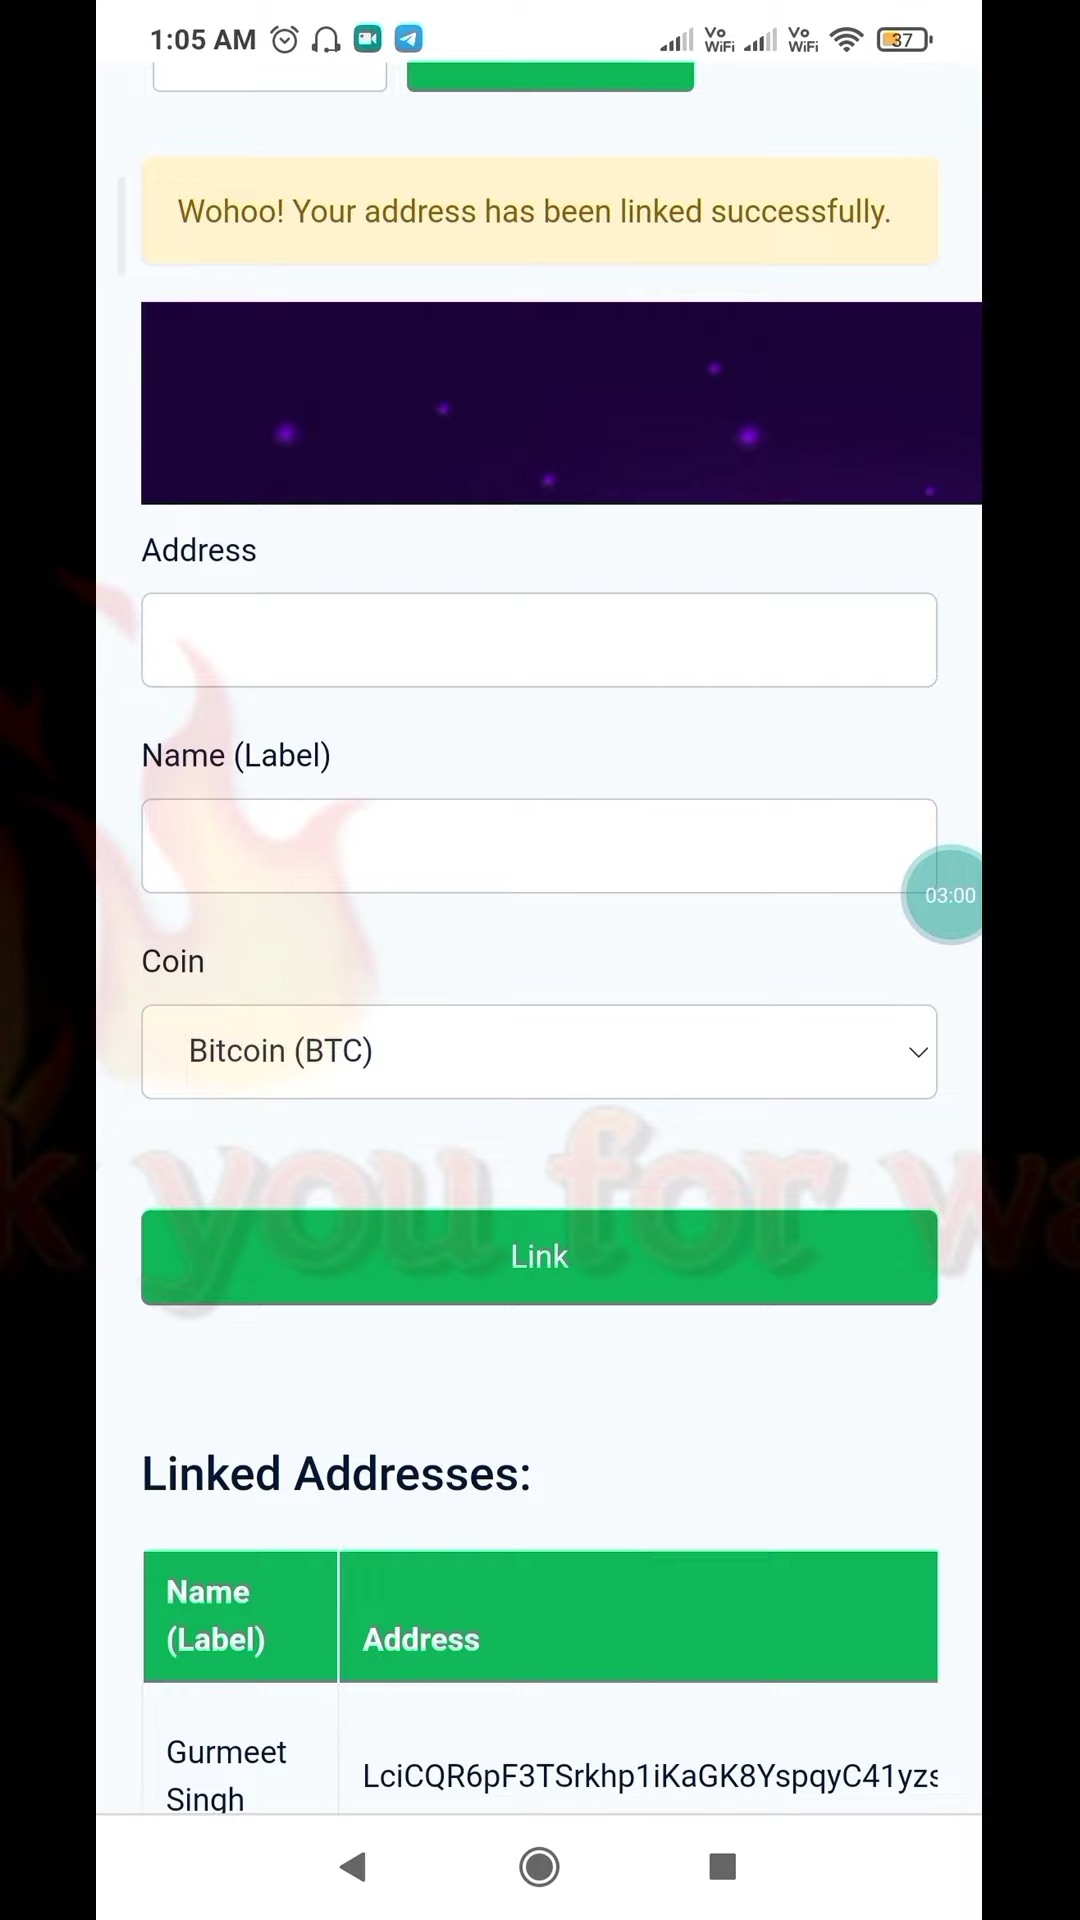 1:05 AM
Vo
WiFi
Vo
WiFi
37
Wohoo! Your address has been linked successfully.
Address
Name (Label)
03:00
Coin
Bitcoin (BTC)
k you for wa
Link
Linked Addresses:
Name
(Label)
Address
Gurmeet
Singh
LciCQR6pF3TSrkhp1iKaGK8YspqyC41yzs